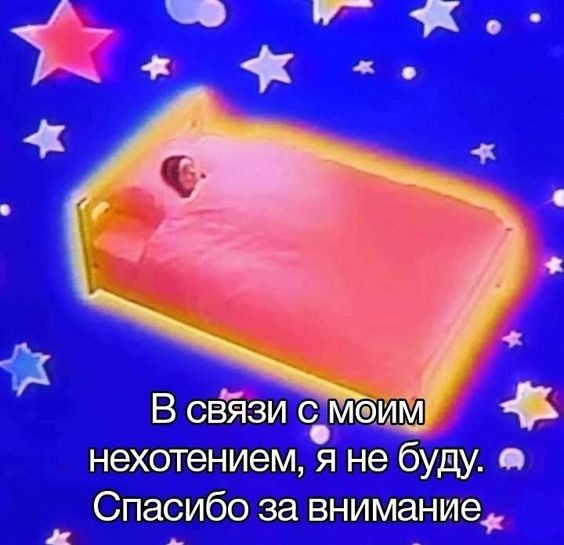 В связи с моим
нехотением, я не буду.
Спасибо за внимание